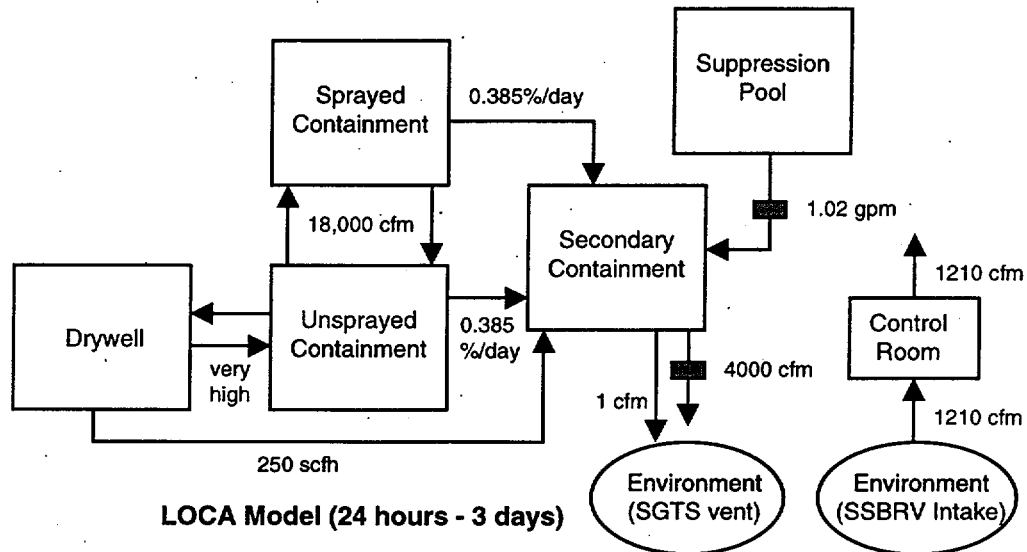 Suppression
Pool
Sprayed
Containment
0.385%/day
18,000 cfm
1.02 gpm
Secondary
Containment
1210 cfm
Drywell
very
high
Unsprayed
Containment
0.385
%/day
Control
Room
4000 cfm
1 cfm
1210 cfm
250 scfh
LOCA Model (24 hours - 3 days)
Environment
(SGTS vent)
Environment
(SSBRV Intake)